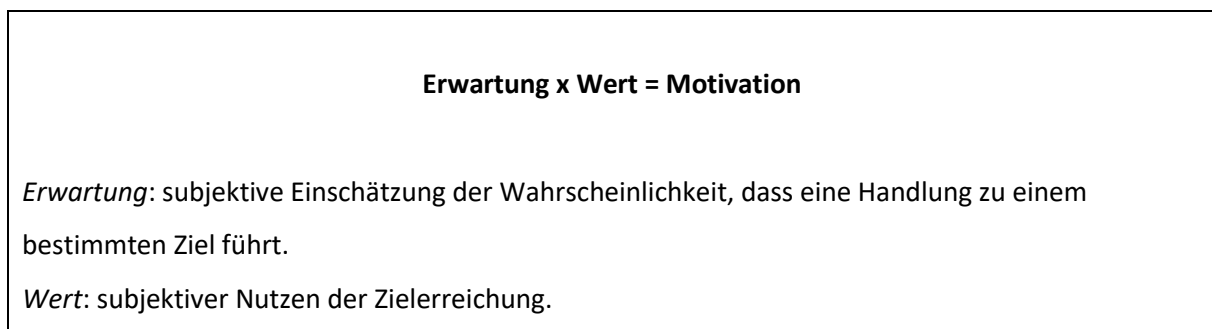 Erwartung x Wert = Motivation
Erwartung: subjektive Einschätzung der Wahrscheinlichkeit, dass eine Handlung zu einem
bestimmten Ziel führt.
Wert: subjektiver Nutzen der Zielerreichung.